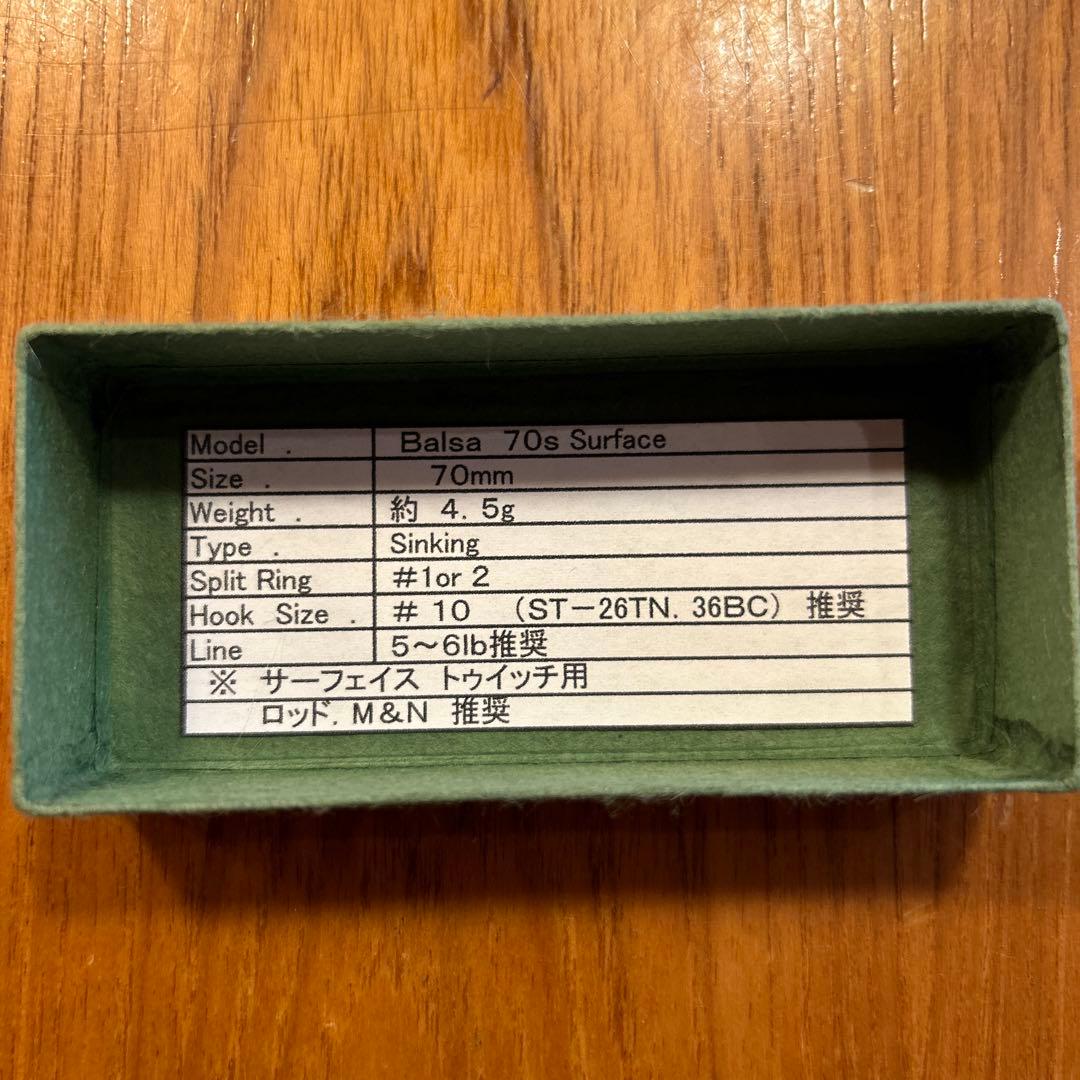 Model . Balsa 70s Surface
Size . 70mm
Weight . 約 4. 5g
Type . Sinking
Split Ring #1or 2
Hook Size . # 10 （ST－26TN. 36BC） 推奨
Line 5～6lb推奨
※ サーフェイス トゥイッチ用
ロッド. M＆N 推奨